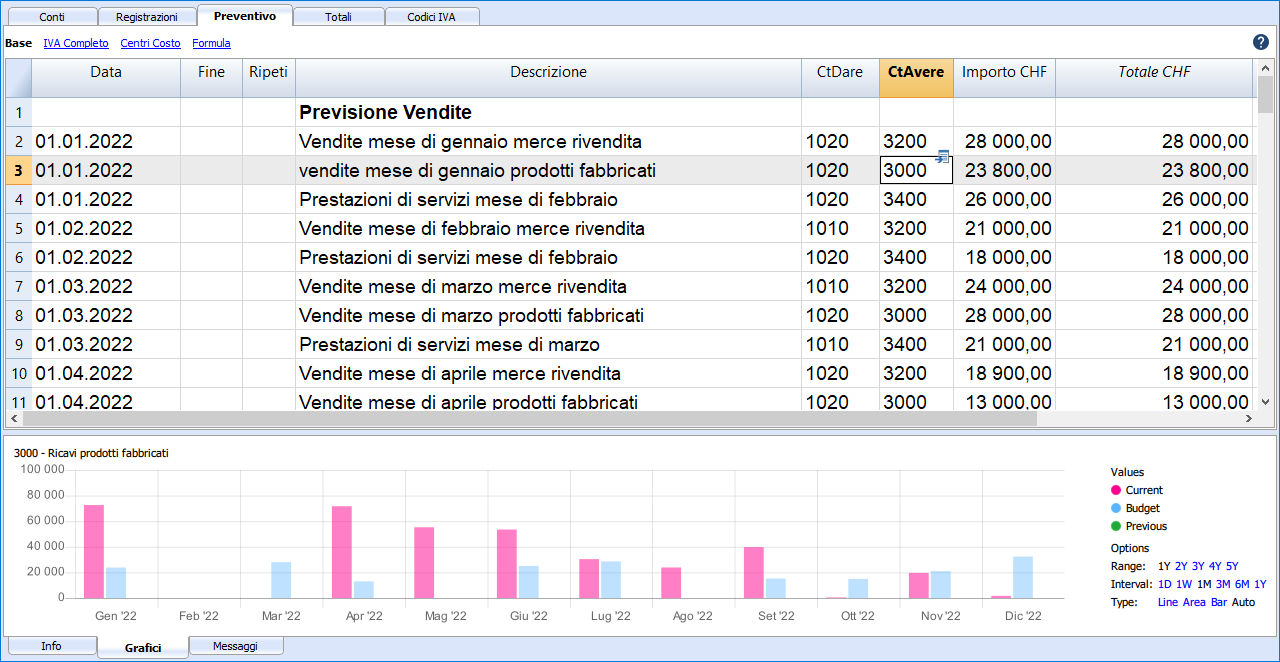 Conti Registrazioni Preventivo Totali Codici IVA
Base IVA Completo Centri Costo Formula ?
Data Fine Ripeti Descrizione CtDare CtAvere Importo CHF Totale CHF
1 Previsione Vendite
2 01.01.2022 Vendite mese di gennaio merce rivendita 1020 3200 28 000,00 28 000,00
3 01.01.2022 vendite mese di gennaio prodotti fabbricati 1020 3000 23 800,00 23 800,00
4 01.01.2022 Prestazioni di servizi mese di febbraio 1020 3400 26 000,00 26 000,00
5 01.02.2022 Vendite mese di febbraio merce rivendita 1010 3200 21 000,00 21 000,00
6 01.02.2022 Prestazioni di servizi mese di febbraio 1020 3400 18 000,00 18 000,00
7 01.03.2022 Vendite mese di marzo merce rivendita 1010 3200 24 000,00 24 000,00
8 01.03.2022 Vendite mese di marzo prodotti fabbricati 1020 3000 28 000,00 28 000,00
9 01.03.2022 Prestazioni di servizi mese di marzo 1010 3400 21 000,00 21 000,00
10 01.04.2022 Vendite mese di aprile merce rivendita 1020 3200 18 900,00 18 900,00
11 01.04.2022 Vendite mese di aprile prodotti fabbricati 1020 3000 13 000,00 13 000,00
3000 - Ricavi prodotti fabbricati
100 000
80 000
60 000
40 000
20 000
0
Gen '22 Feb '22 Mar '22 Apr '22 Mag '22 Giu '22 Lug '22 Ago '22 Set '22 Ott '22 Nov '22 Dic '22
Values
Current
Budget
Previous
Options
Range: 1Y 2Y 3Y 4Y 5Y
Interval: 1D 1W 1M 3M 6M 1Y
Type: Line Area Bar Auto
Info Grafici Messaggi